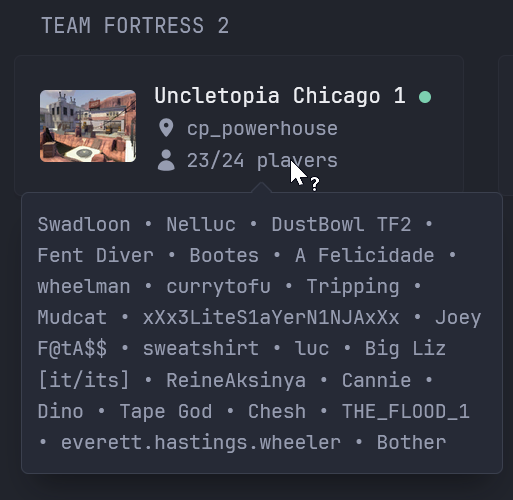 TEAM FORTRESS 2
Uncletopia Chicago 1
cp_powerhouse
23/24 players
?
Swadloon • Nelluc • DustBowl TF2 •
Fent Diver • Bootes • A Felicidade •
wheelman • currytofu • Tripping •
Mudcat • xXx3LiteS1aYerN1NJAxXx • Joey
F@tA$$ • sweatshirt • luc • Big Liz
[it/its] • ReineAksinya • Cannie •
Dino • Tape God • Chesh • THE_FLOOD_1
• everett.hastings.wheeler • Bother